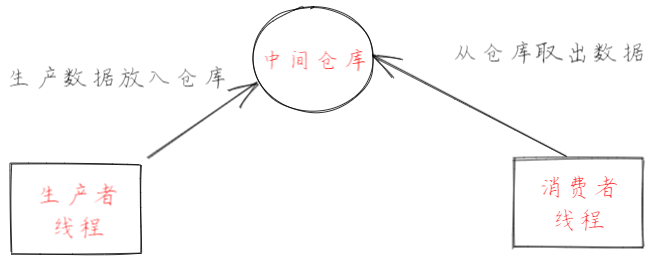 中间仓库
从仓库取出数据
生产数据放入仓库
生产者
线程
消费者
线程